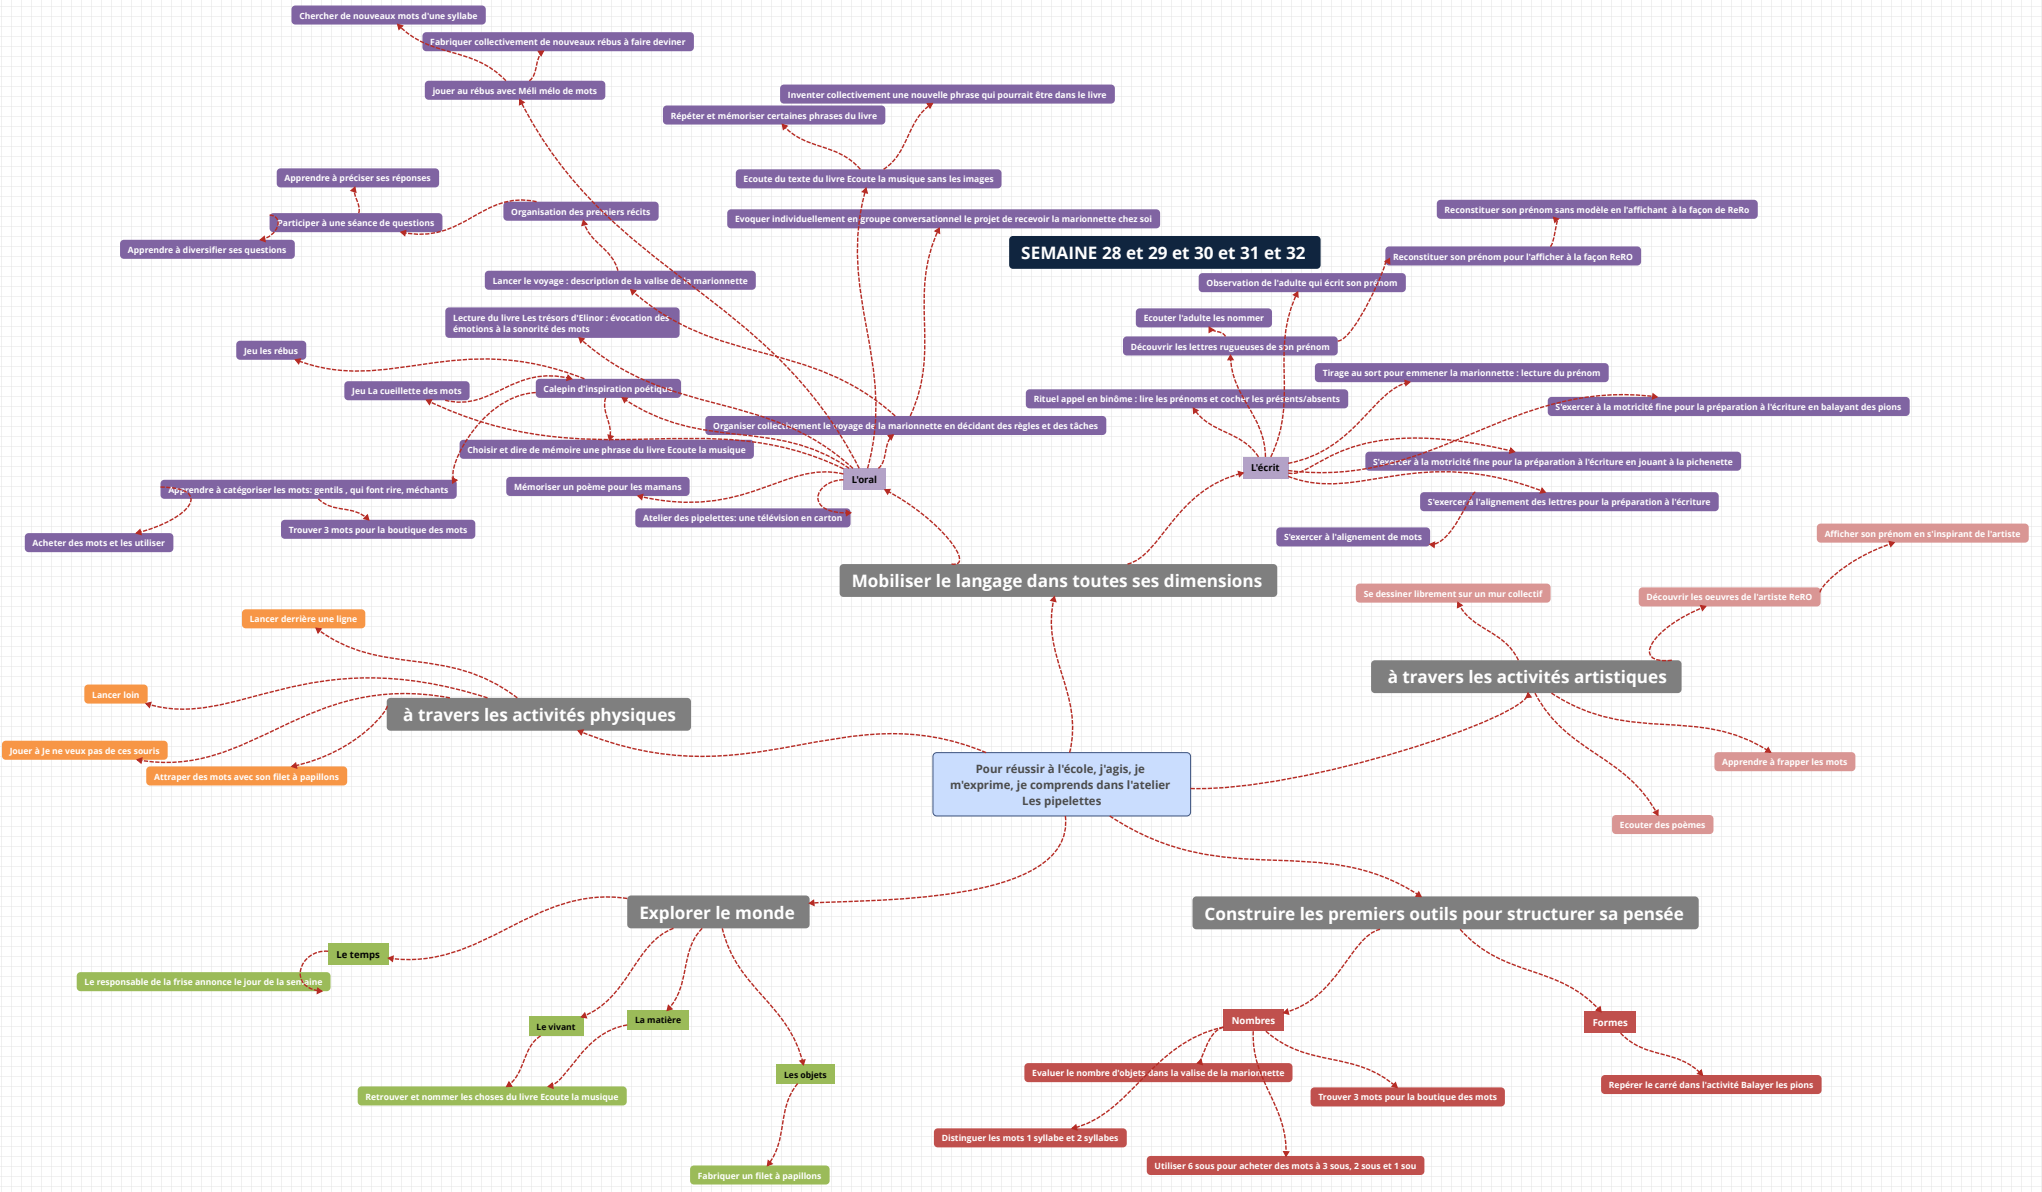 Chercher de nouveaux mots d'une syllabe
Fabriquer collectivement de nouveaux rébus à faire deviner
jouer au rébus avec Méli mélo de mots
Inventer collectivement une nouvelle phrase qui pourrait être dans le livre
Répéter et mémoriser certaines phrases du livre
Ecoute du texte du livre Ecoute la musique sans les images
Apprendre à préciser ses réponses
Participer à une séance de questions
Apprendre à diversifier ses questions
Organisation des premiers récits
Evoquer individuellement en groupe conversationnel le projet de recevoir la marionnette chez soi
SEMAINE 28 et 29 et 30 et 31 et 32
Reconstituer son prénom sans modèle en l'affichant à la façon de ReRo
Reconstituer son prénom pour l'afficher à la façon ReRO
Lancer le voyage : description de la valise de la marionnette
Observation de l'adulte qui écrit son prénom
Lecture du livre Les trésors d'Elinor : évocation des
émotions à la sonorité des mots
Ecouter l'adulte les nommer
Découvrir les lettres rugueuses de son prénom
Jeu les rébus
Tirage au sort pour emmener la marionnette : lecture du prénom
Jeu La cueillette des mots
Calepin d'inspiration poétique
Rituel appel en binôme : lire les prénoms et cocher les présents/absents
S'exercer à la motricité fine pour la préparation à l'écriture en balayant des pions
Organiser collectivement le voyage de la marionnette en décidant des règles et des tâches
Choisir et dire de mémoire une phrase du livre Ecoute la musique
S'exercer à la motricité fine pour la préparation à l'écriture en jouant à la pichenette
L'oral
L'écrit
Apprendre à catégoriser les mots: gentils , qui font rire, méchants
Mémoriser un poème pour les mamans
S'exercer à l'alignement des lettres pour la préparation à l'écriture
Atelier des pipelettes: une télévision en carton
Trouver 3 mots pour la boutique des mots
Acheter des mots et les utiliser
S'exercer à l'alignement de mots
Afficher son prénom en s'inspirant de l'artiste
Mobiliser le langage dans toutes ses dimensions
Se dessiner librement sur un mur collectif
Découvrir les oeuvres de l'artiste ReRO
Lancer derrière une ligne
à travers les activités artistiques
Lancer loin
à travers les activités physiques
Jouer à Je ne veux pas de ces souris
Attraper des mots avec son filet à papillons
Pour réussir à l'école, j'agis, je
m'exprime, je comprends dans l'atelier
Les pipelettes
Apprendre à frapper les mots
Ecouter des poèmes
Explorer le monde
Construire les premiers outils pour structurer sa pensée
Le temps
Le responsable de la frise annonce le jour de la semaine
Le vivant
La matière
Nombres
Formes
Les objets
Evaluer le nombre d'objets dans la valise de la marionnette
Repérer le carré dans l'activité Balayer les pions
Retrouver et nommer les choses du livre Ecoute la musique
Trouver 3 mots pour la boutique des mots
Distinguer les mots 1 syllabe et 2 syllabes
Utiliser 6 sous pour acheter des mots à 3 sous, 2 sous et 1 sou
Fabriquer un filet à papillons